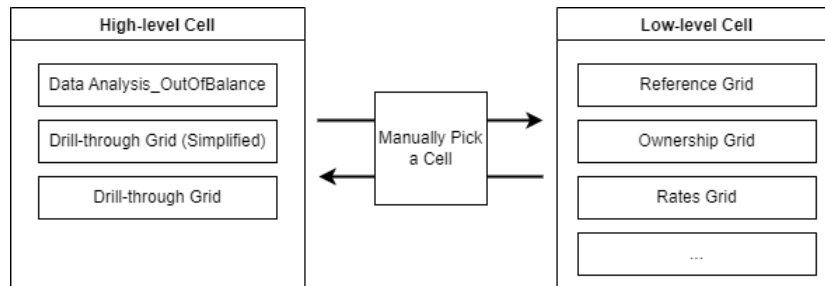 High-level Cell
Data Analysis_OutOfBalance
Drill-through Grid (Simplified)
Drill-through Grid
Manually Pick
a Cell
Low-level Cell
Reference Grid
Ownership Grid
Rates Grid
...